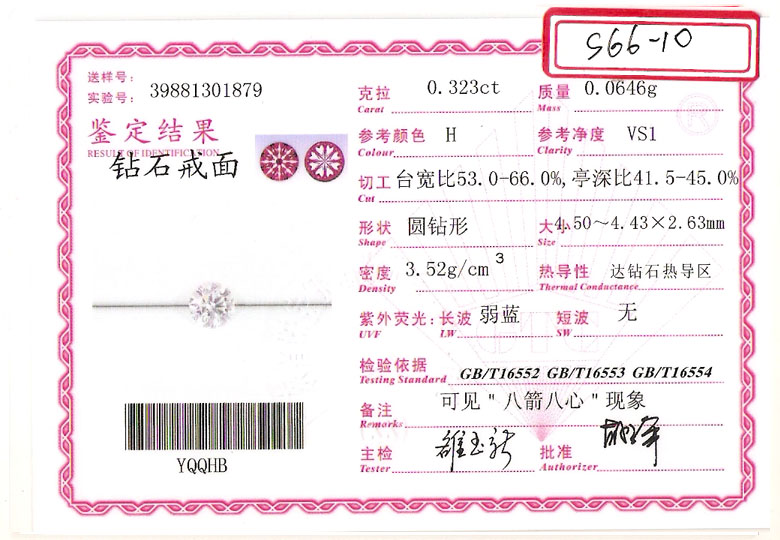 S66-10
送样号:
实验号: 39881301879
鉴定结果
RESULT OF IDENTIFICATION
钻石戒面
YQQHB
克拉 0.323ct 质量 0.0646g
Carat Mass
参考颜色 H 参考净度 VS1
Colour Clarity
切工 台宽比53.0-66.0%,亭深比41.5-45.0%
Cut
形状 圆钻形 大小 4.50～4.43×2.63mm
Shape Size
密度 3.52g/cm³ 热导性 达钻石热导区
Density Thermal Conductance
紫外荧光: 长波 弱蓝 短波 无
UVF LW SW
检验依据 GB/T16552 GB/T16553 GB/T16554
Testing Standard
备注 可见"八箭八心"现象
Remarks
主检 批准
Tester Authorizer